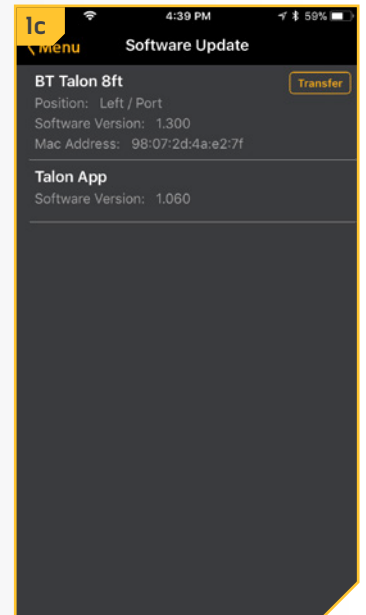 1c
4:39 PM
59%
Menu
Software Update
BT Talon 8ft
Transfer
Position: Left / Port
Software Version: 1.300
Mac Address: 98:07:2d:4a:e2:7f
Talon App
Software Version: 1.060